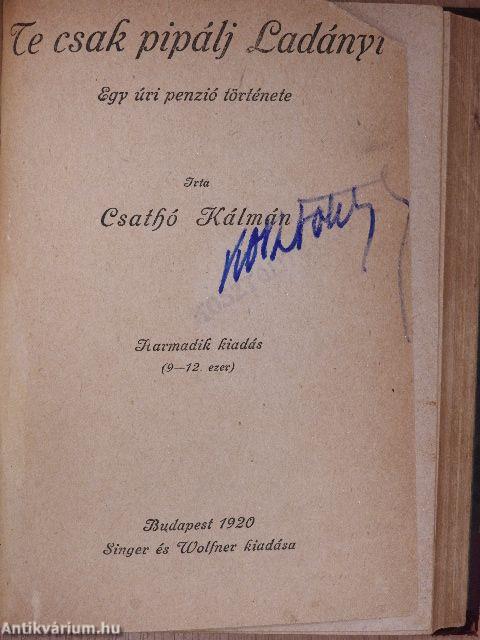 Te csak pipálj Ladányi
Egy úri penzió története
Irta
Csathó Kálmán
Harmadik kiadás
(9—12. ezer)
Budapest 1920
Singer és Wolfner kiadása
Antikvárium.hu